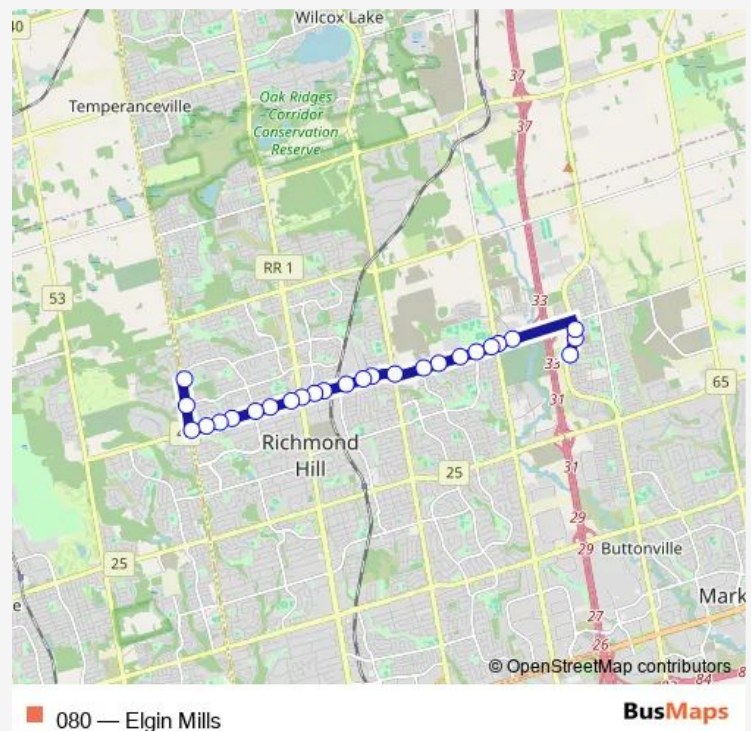 40
Wilcox Lake
37
Temperanceville
Oak Ridges
Corridor
Conservation
Reserve
37
RR 1
53
33
33
65
31
Richmond
Hill
25
31
29
25
29
Buttonville
e
Mark
27
26
© OpenStreetMap contributors
84
8
080 — Elgin Mills
BusMaps